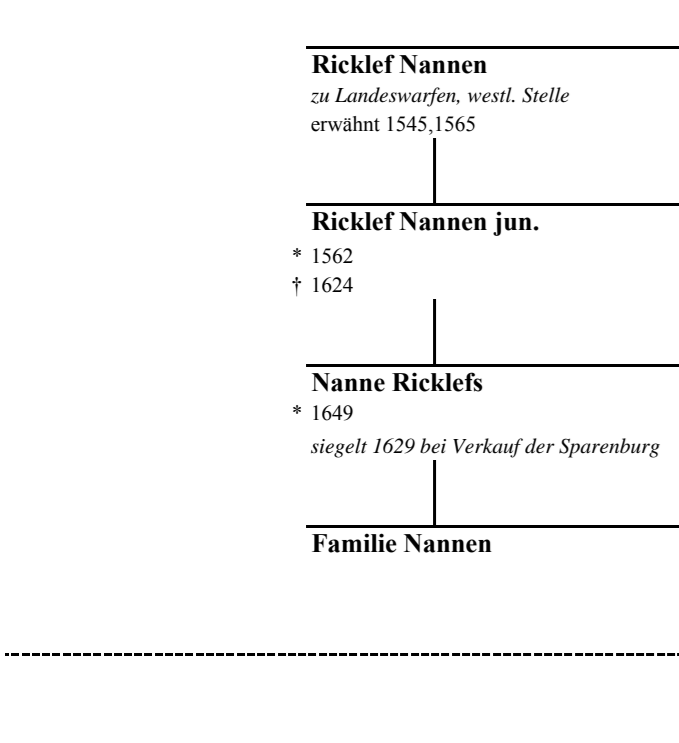 Ricklef Nannen
zu Landeswarfen, westl. Stelle
erwähnt 1545,1565
Ricklef Nannen jun.
* 1562
† 1624
Nanne Ricklefs
* 1649
siegelt 1629 bei Verkauf der Sparenburg
Familie Nannen